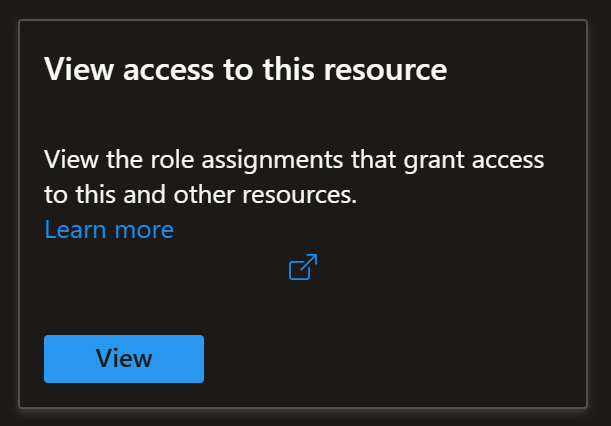 View access to this resource
View the role assignments that grant access
to this and other resources.
Learn more
View